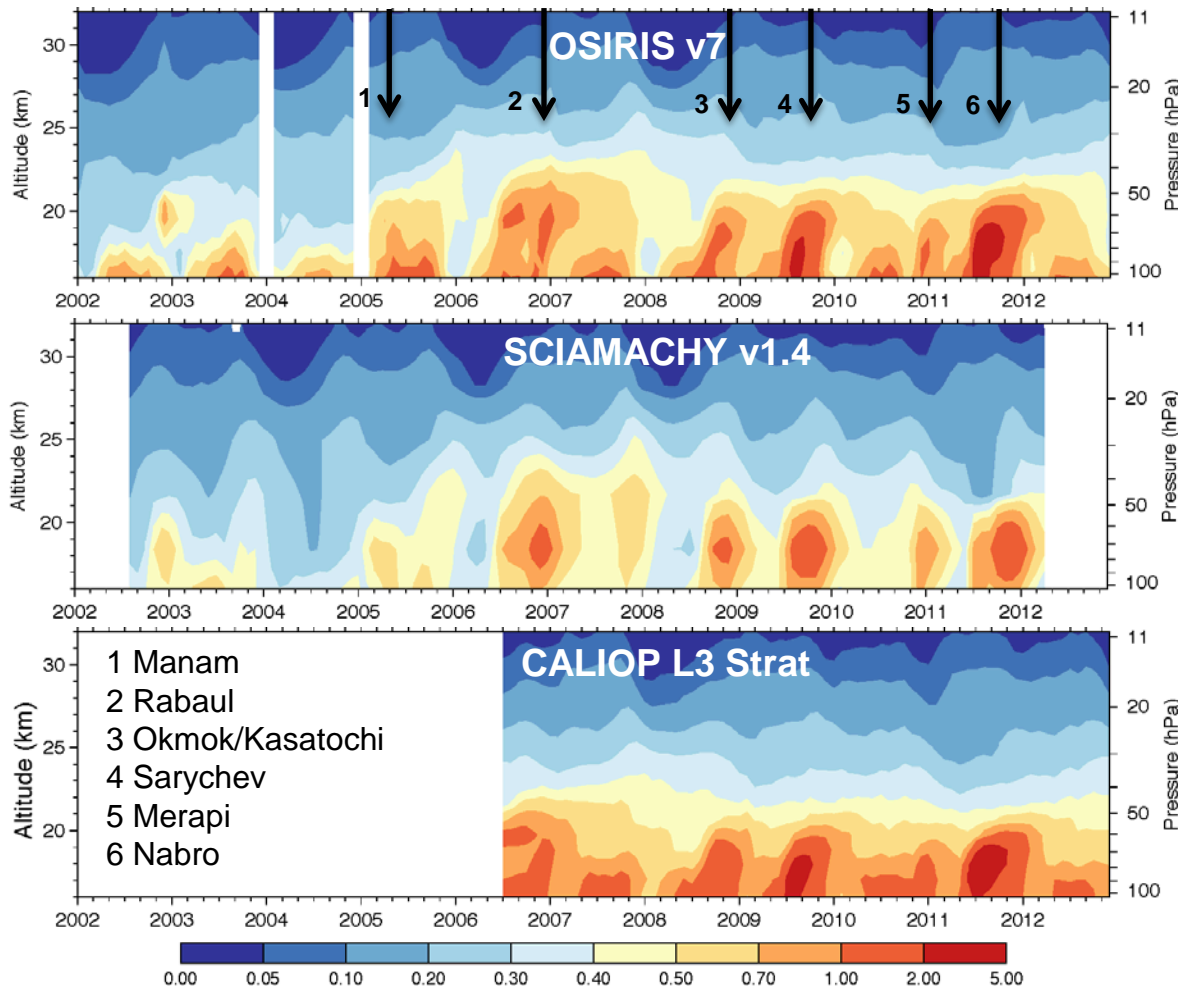 OSIRIS v7
1 2 3 4 5 6
Altitude (km)
30
25
20
Pressure (hPa)
11
20
50
100
2002 2003 2004 2005 2006 2007 2008 2009 2010 2011 2012
SCIAMACHY v1.4
Altitude (km)
30
25
20
Pressure (hPa)
11
20
50
100
2002 2003 2004 2005 2006 2007 2008 2009 2010 2011 2012
CALIOP L3 Strat
Altitude (km)
30
25
20
1 Manam
2 Rabaul
3 Okmok/Kasatochi
4 Sarychev
5 Merapi
6 Nabro
Pressure (hPa)
11
20
50
100
2002 2003 2004 2005 2006 2007 2008 2009 2010 2011 2012
0.00 0.05 0.10 0.20 0.30 0.40 0.50 0.70 1.00 2.00 5.00